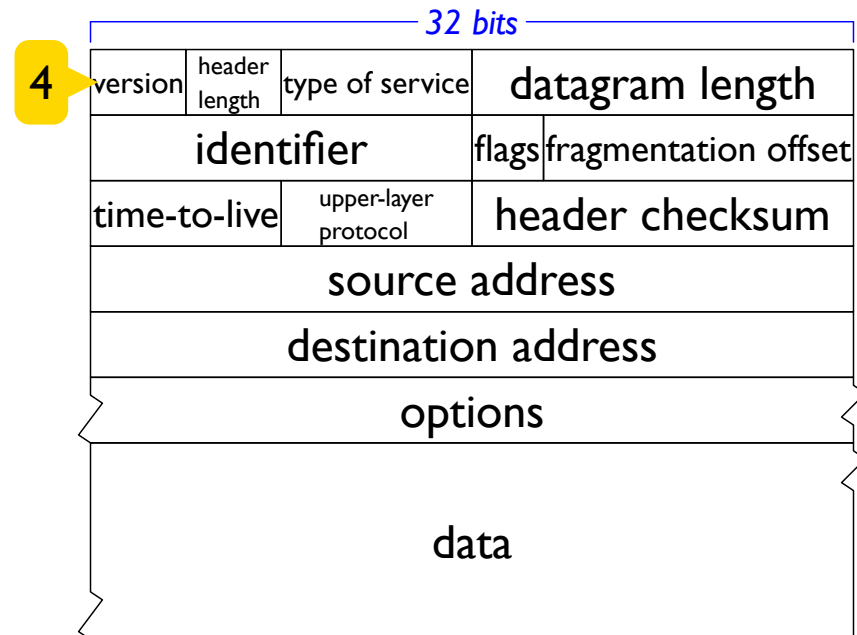 32 bits
4
version
header
length
type of service
datagram length
identifier
flags
fragmentation offset
time-to-live
upper-layer
protocol
header checksum
source address
destination address
options
data